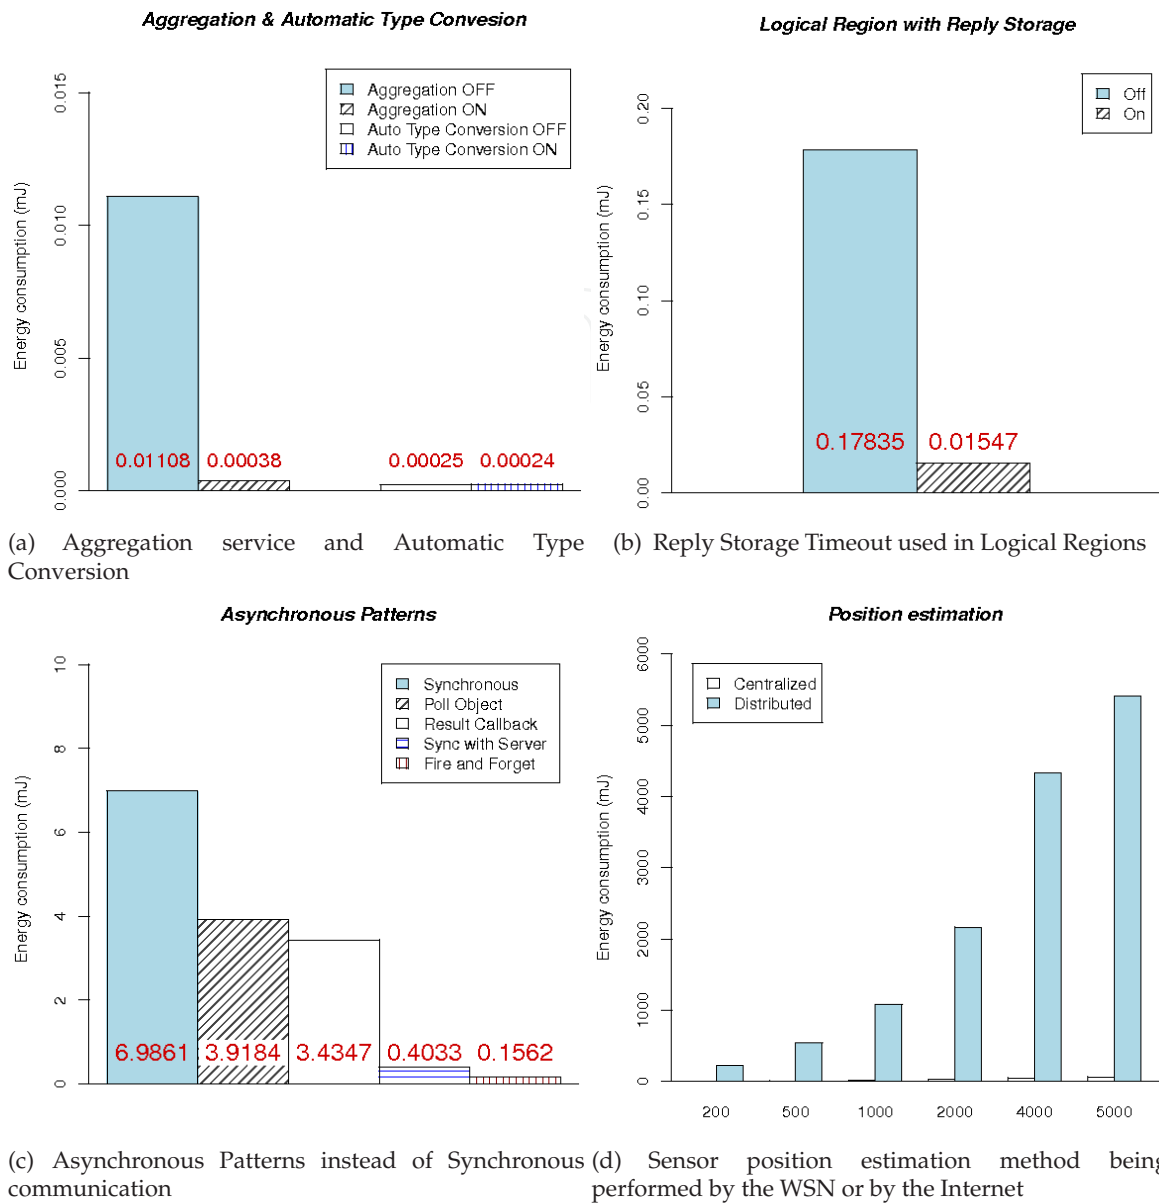 Aggregation & Automatic Type Convesion
Energy consumption (mJ)
0.015
0.010
0.005
0.000
Aggregation OFF
Aggregation ON
Auto Type Conversion OFF
Auto Type Conversion ON
0.01108
0.00038
0.00025
0.00024
(a) Aggregation service and Automatic Type
Conversion
Logical Region with Reply Storage
Energy consumption (mJ)
0.20
0.15
0.10
0.05
0.00
Off
On
0.17835
0.01547
(b) Reply Storage Timeout used in Logical Regions
Asynchronous Patterns
Energy consumption (mJ)
10
8
6
4
2
0
Synchronous
Poll Object
Result Callback
Sync with Server
Fire and Forget
6.9861
3.9184
3.4347
0.4033
0.1562
(c) Asynchronous Patterns instead of Synchronous
communication
Position estimation
Energy consumption (mJ)
6000
5000
4000
3000
2000
1000
0
Centralized
Distributed
200
500
1000
2000
4000
5000
(d) Sensor position estimation method being
performed by the WSN or by the Internet